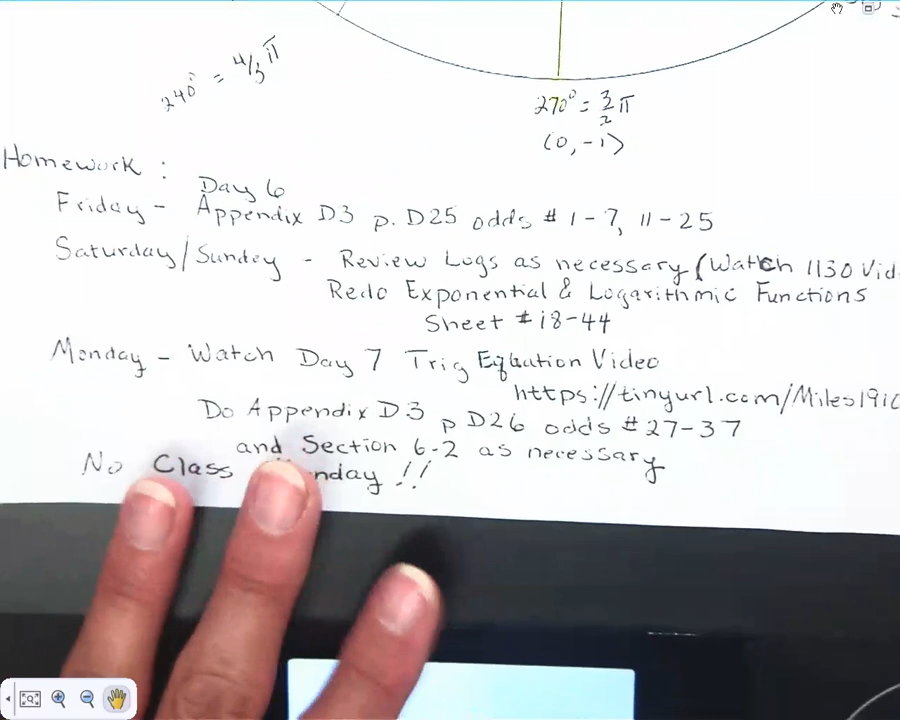 240° = 4/3 π
270° = 3/2 π
(0, -1)
Homework :
Day 6
Friday - Appendix D3 p. D25 odds # 1-7, 11-25
Saturday/Sunday - Review Logs as necessary (Watch 1130 Vid
Redo Exponential & Logarithmic Functions
Sheet # 18-44
Monday - Watch Day 7 Trig Equation Video
https://tinyurl.com/Miles191
Do Appendix D3 p D26 odds # 27-37
and Section 6-2 as necessary
No Class nday !!